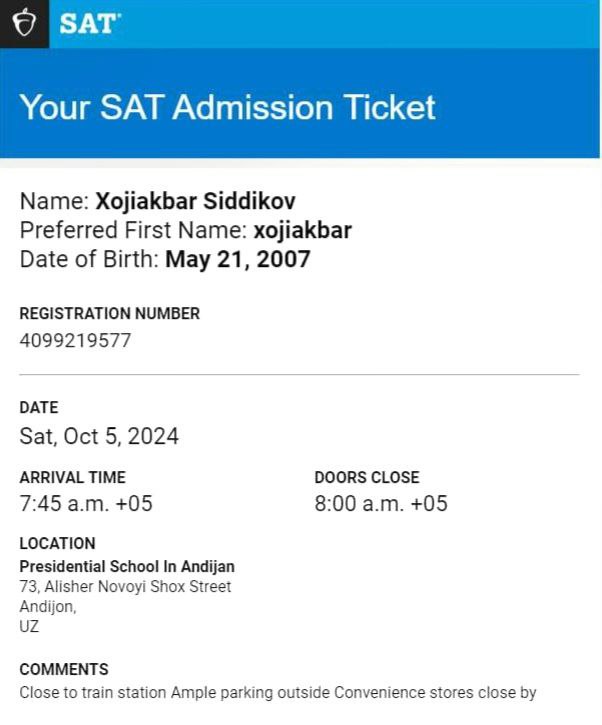 SAT
Your SAT Admission Ticket
Name: Xojiakbar Siddikov
Preferred First Name: xojiakbar
Date of Birth: May 21, 2007
REGISTRATION NUMBER
4099219577
DATE
Sat, Oct 5, 2024
ARRIVAL TIME
DOORS CLOSE
7:45 a.m. +05
8:00 a.m. +05
LOCATION
Presidential School In Andijan
73, Alisher Novoyi Shox Street
Andijon,
UZ
COMMENTS
Close to train station Ample parking outside Convenience stores close by